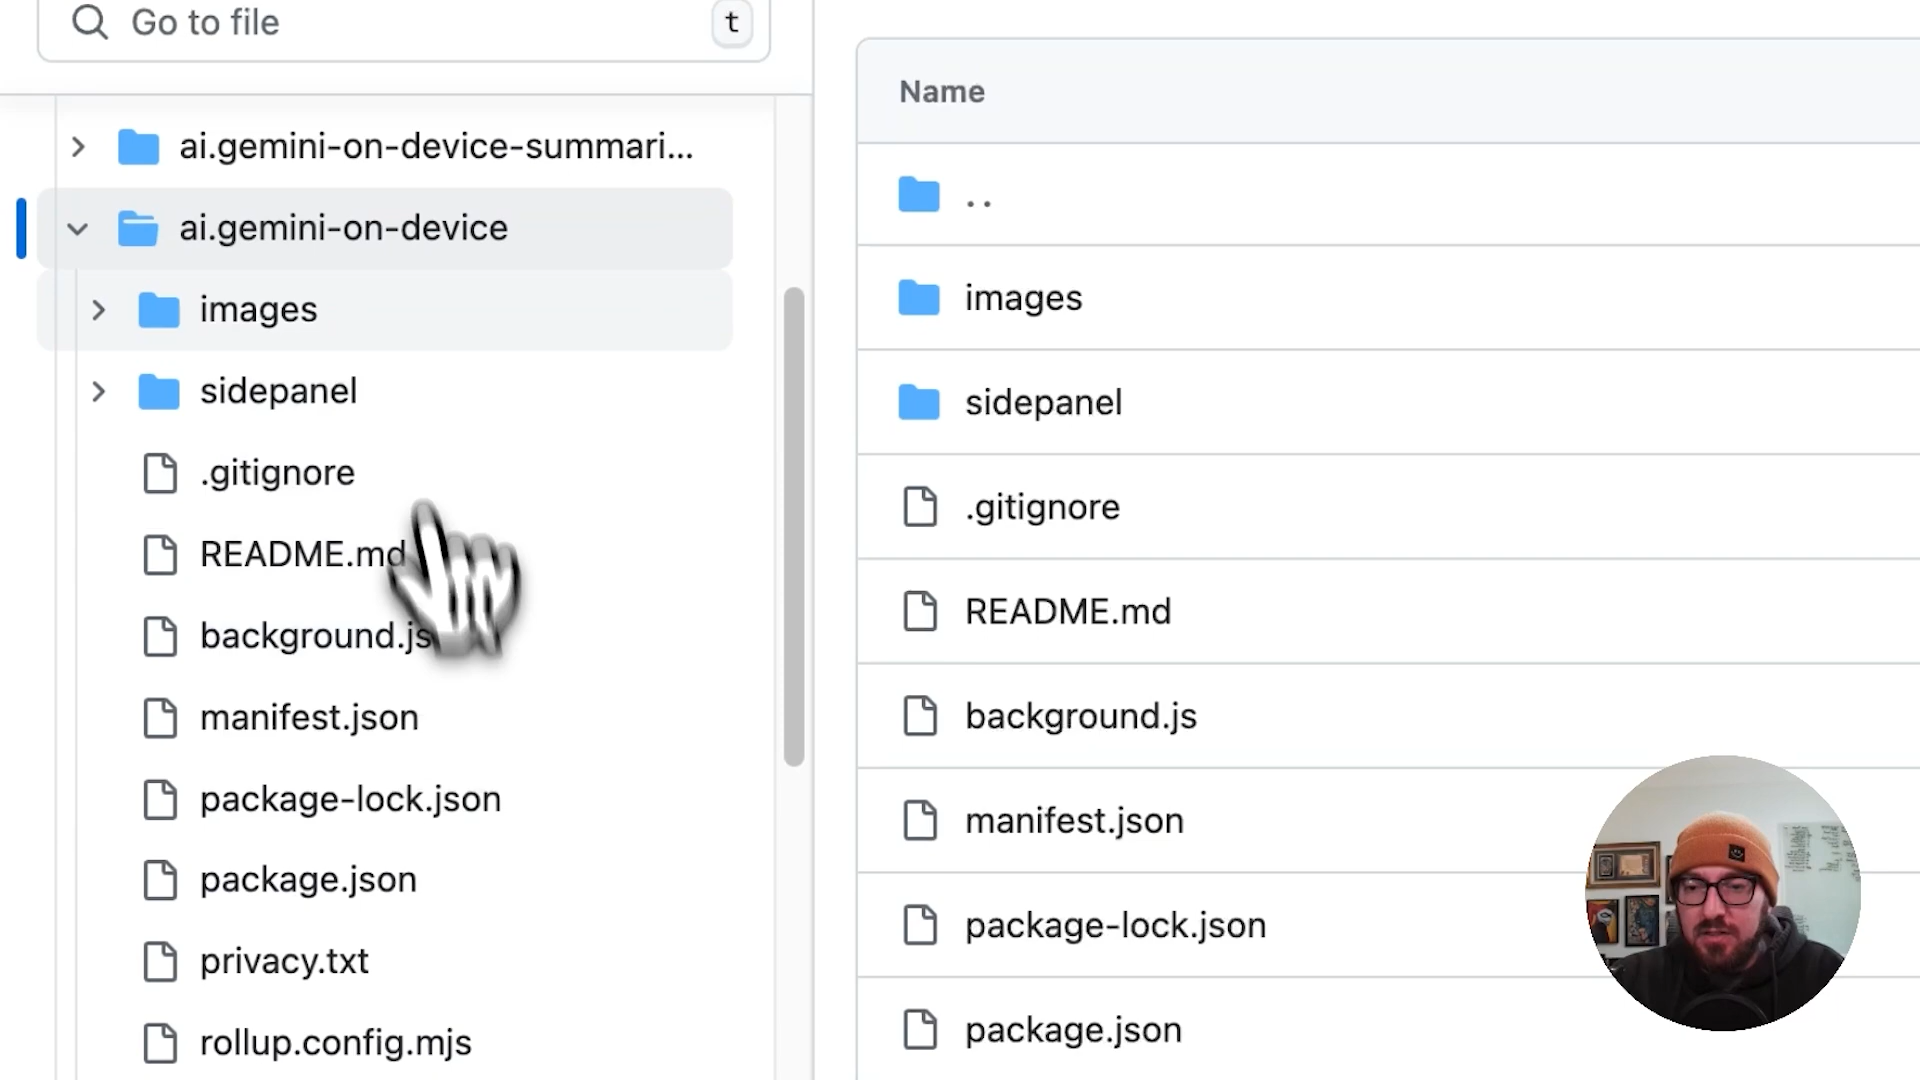 Go to file
t
ai.gemini-on-device-summari...
ai.gemini-on-device
images
sidepanel
.gitignore
README.md
background.js
manifest.json
package-lock.json
package.json
privacy.txt
rollup.config.mjs
Name
..
images
sidepanel
.gitignore
README.md
background.js
manifest.json
package-lock.json
package.json